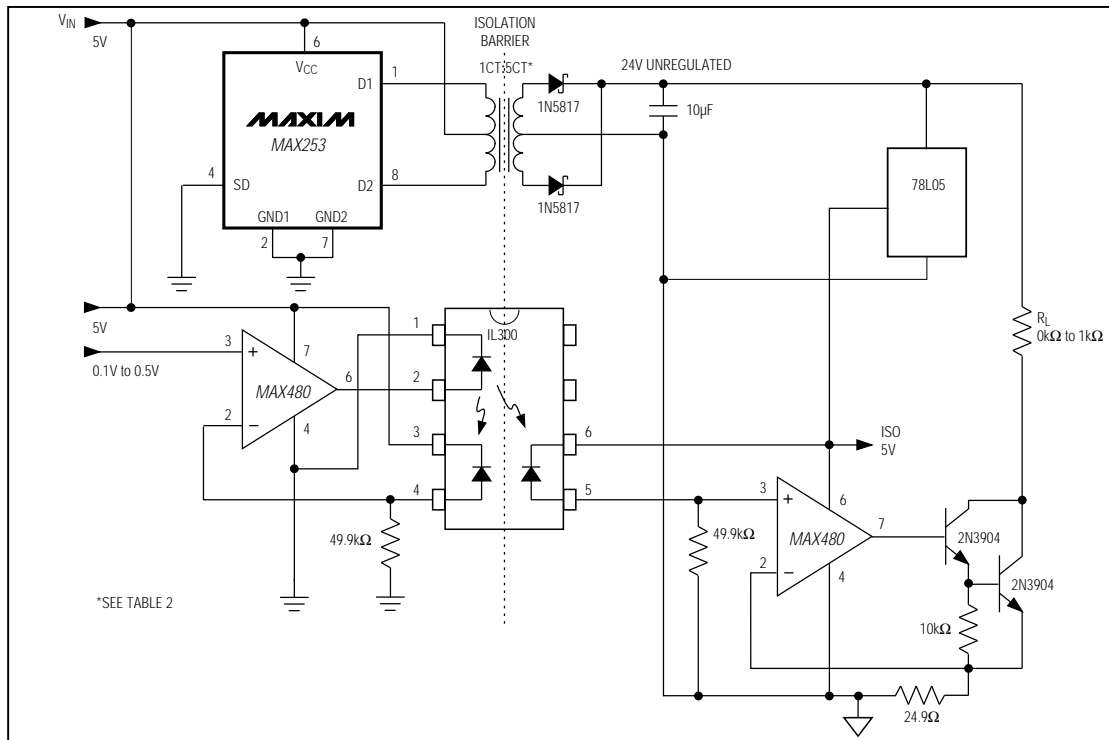 VIN
5V
ISOLATION
BARRIER
6
VCC
D1
1
1CT:5CT*
24V UNREGULATED
1N5817
10µF
MAXIM
MAX253
4
SD
D2
8
1N5817
78L05
GND1
GND2
2
7
5V
1
IL300
RL
0kΩ to 1kΩ
3
+
7
0.1V to 0.5V
MAX480
6
2
2
−
4
3
6
ISO
5V
4
5
3
+
6
49.9kΩ
49.9kΩ
MAX480
7
2N3904
2
−
4
2N3904
*SEE TABLE 2
10kΩ
24.9Ω